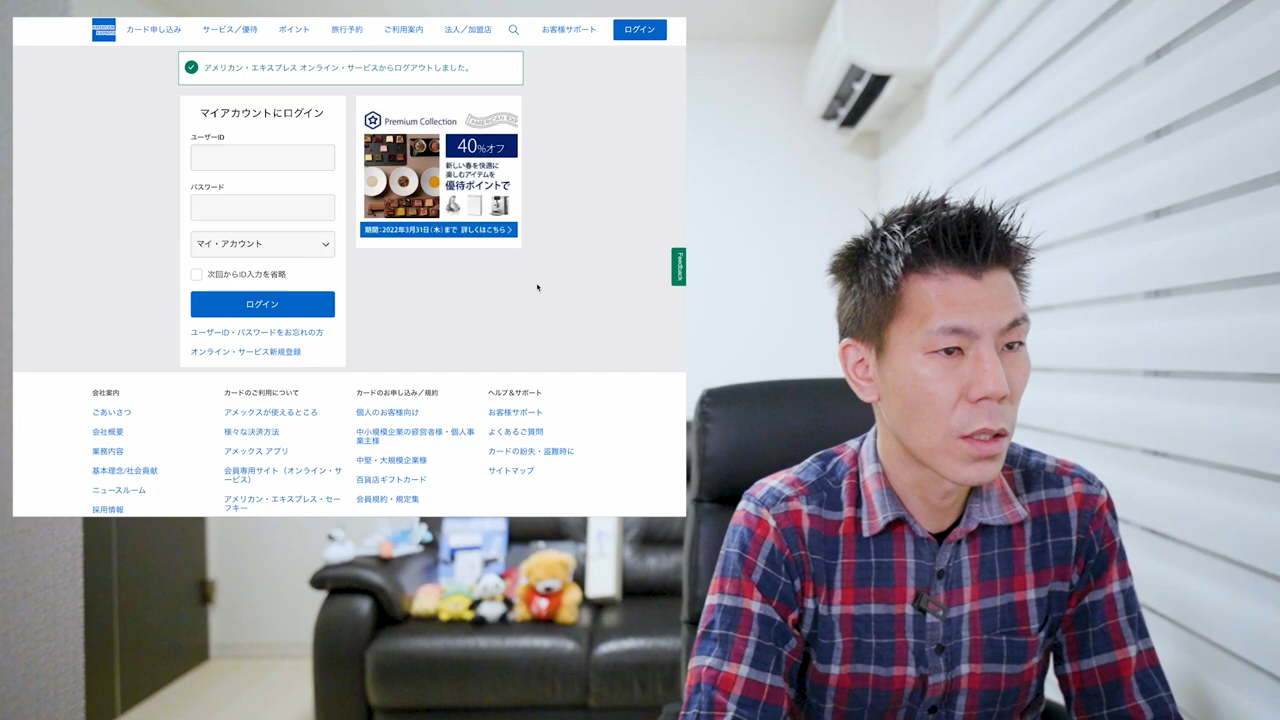 AMERICAN EXPRESS
カード申し込み
サービス／優待
ポイント
旅行予約
ご利用案内
法人／加盟店
お客様サポート
ログイン
アメリカン・エキスプレス オンライン・サービスからログアウトしました。
マイアカウントにログイン
ユーザーID
パスワード
マイ・アカウント
次回からID入力を省略
ログイン
ユーザーID・パスワードをお忘れの方
オンライン・サービス新規登録
Premium Collection
AMERICAN EXP
40%オフ
新しい春を快適に
楽しむアイテムを
優待ポイントで
期間:2022年3月31日(木)まで 詳しくはこちら
Feedback
会社案内
ごあいさつ
会社概要
業務内容
基本理念/社会貢献
ニュースルーム
採用情報
カードのご利用について
アメックスが使えるところ
様々な決済方法
アメックス アプリ
会員専用サイト（オンライン・サ
ービス）
アメリカン・エキスプレス・セー
フキー
カードのお申し込み／規約
個人のお客様向け
中小規模企業の経営者様・個人事
業主様
中堅・大規模企業様
百貨店ギフトカード
会員規約・規定集
ヘルプ＆サポート
お客様サポート
よくあるご質問
カードの紛失・盗難時に
サイトマップ